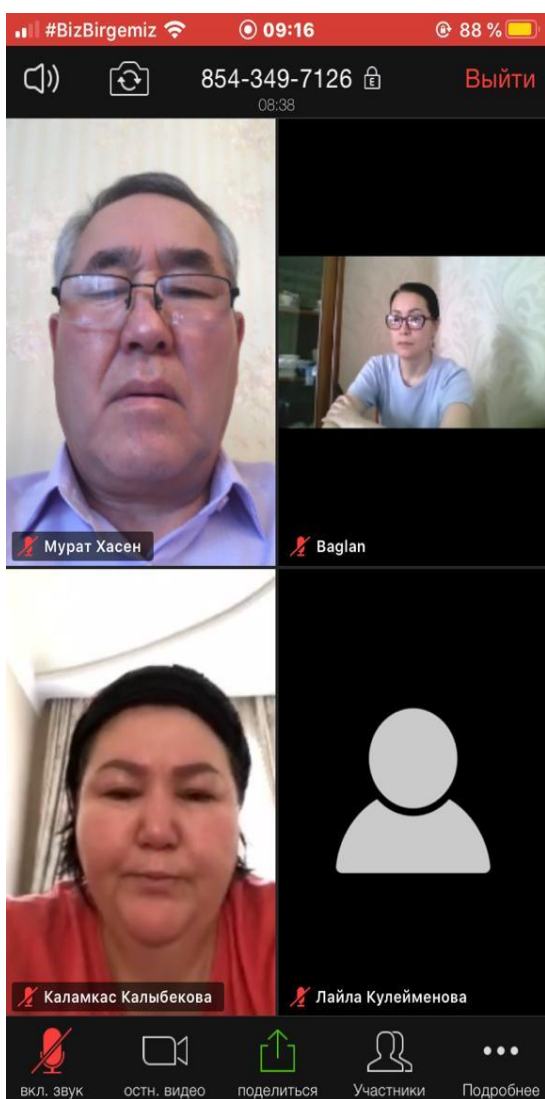 #BizBirgemiz 09:16 88 %
854-349-7126 E Выйти
08:38
Мурат Хасен
Baglan
Каламкас Калыбекова
Лайла Кулейменова
вкл. звук остн. видео поделиться Участники Подробнее